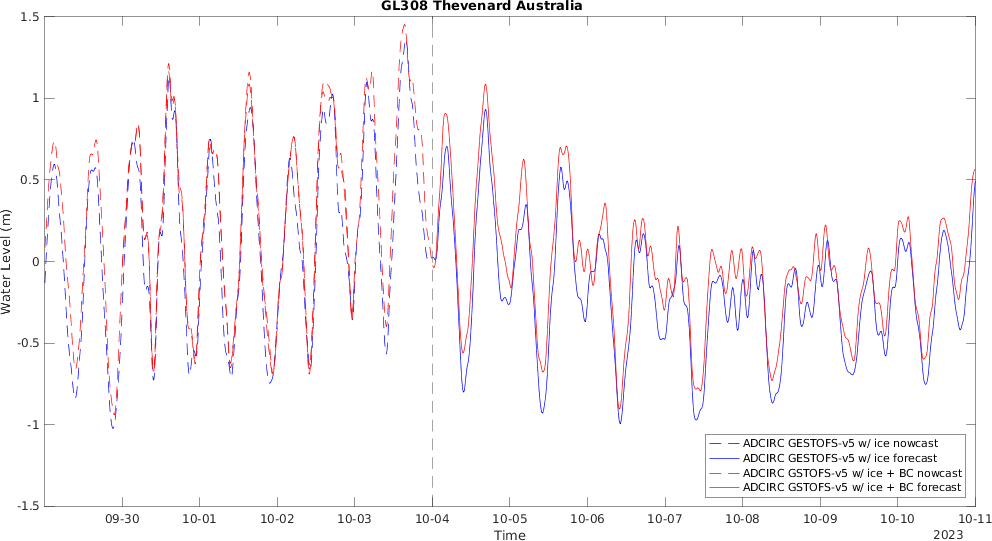 GL308 Thevenard Australia
1.5
1
0.5
0
-0.5
-1
-1.5
Water Level (m)
ADCIRC GESTOFS-v5 w/ ice nowcast
ADCIRC GESTOFS-v5 w/ ice forecast
ADCIRC GSTOFS-v5 w/ ice + BC nowcast
ADCIRC GSTOFS-v5 w/ ice + BC forecast
09-30 10-01 10-02 10-03 10-04 10-05 10-06 10-07 10-08 10-09 10-10 10-11
Time
2023